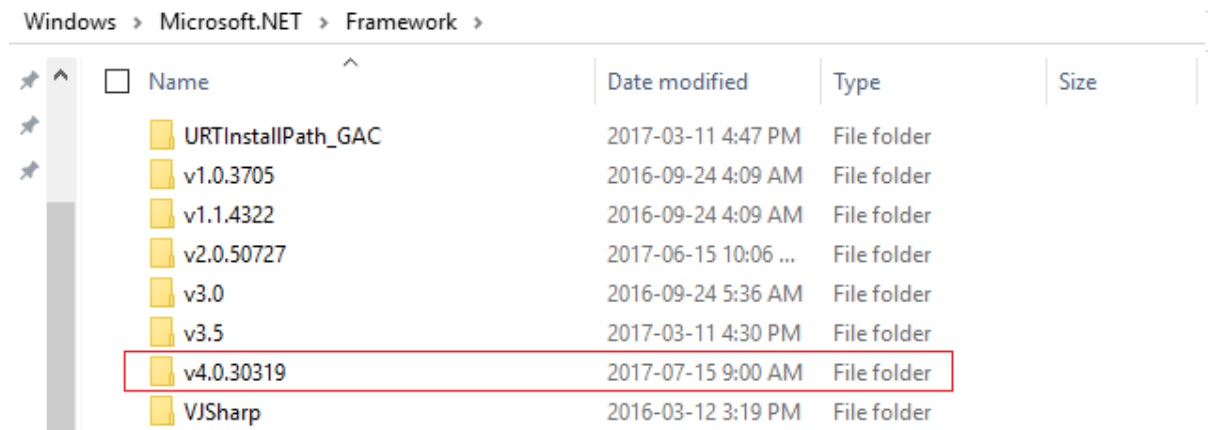 Windows > Microsoft.NET > Framework >
Name Date modified Type Size
URTInstallPath_GAC 2017-03-11 4:47 PM File folder
v1.0.3705 2016-09-24 4:09 AM File folder
v1.1.4322 2016-09-24 4:09 AM File folder
v2.0.50727 2017-06-15 10:06 ... File folder
v3.0 2016-09-24 5:36 AM File folder
v3.5 2017-03-11 4:30 PM File folder
v4.0.30319 2017-07-15 9:00 AM File folder
VJSharp 2016-03-12 3:19 PM File folder